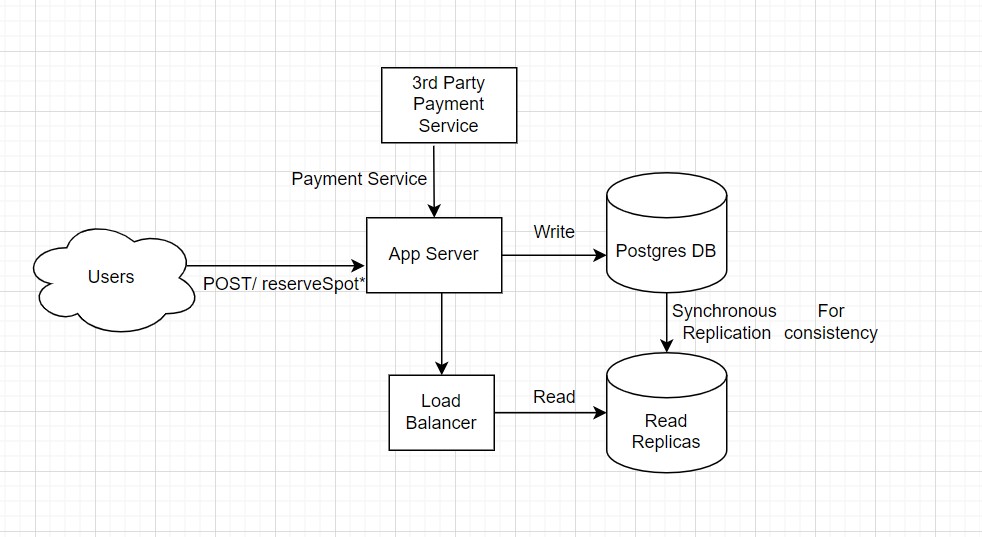 3rd Party
Payment
Service
Payment Service
App Server
Write
Postgres DB
Users
POST/ reserveSpot*
Synchronous
Replication
For
consistency
Load
Balancer
Read
Read
Replicas